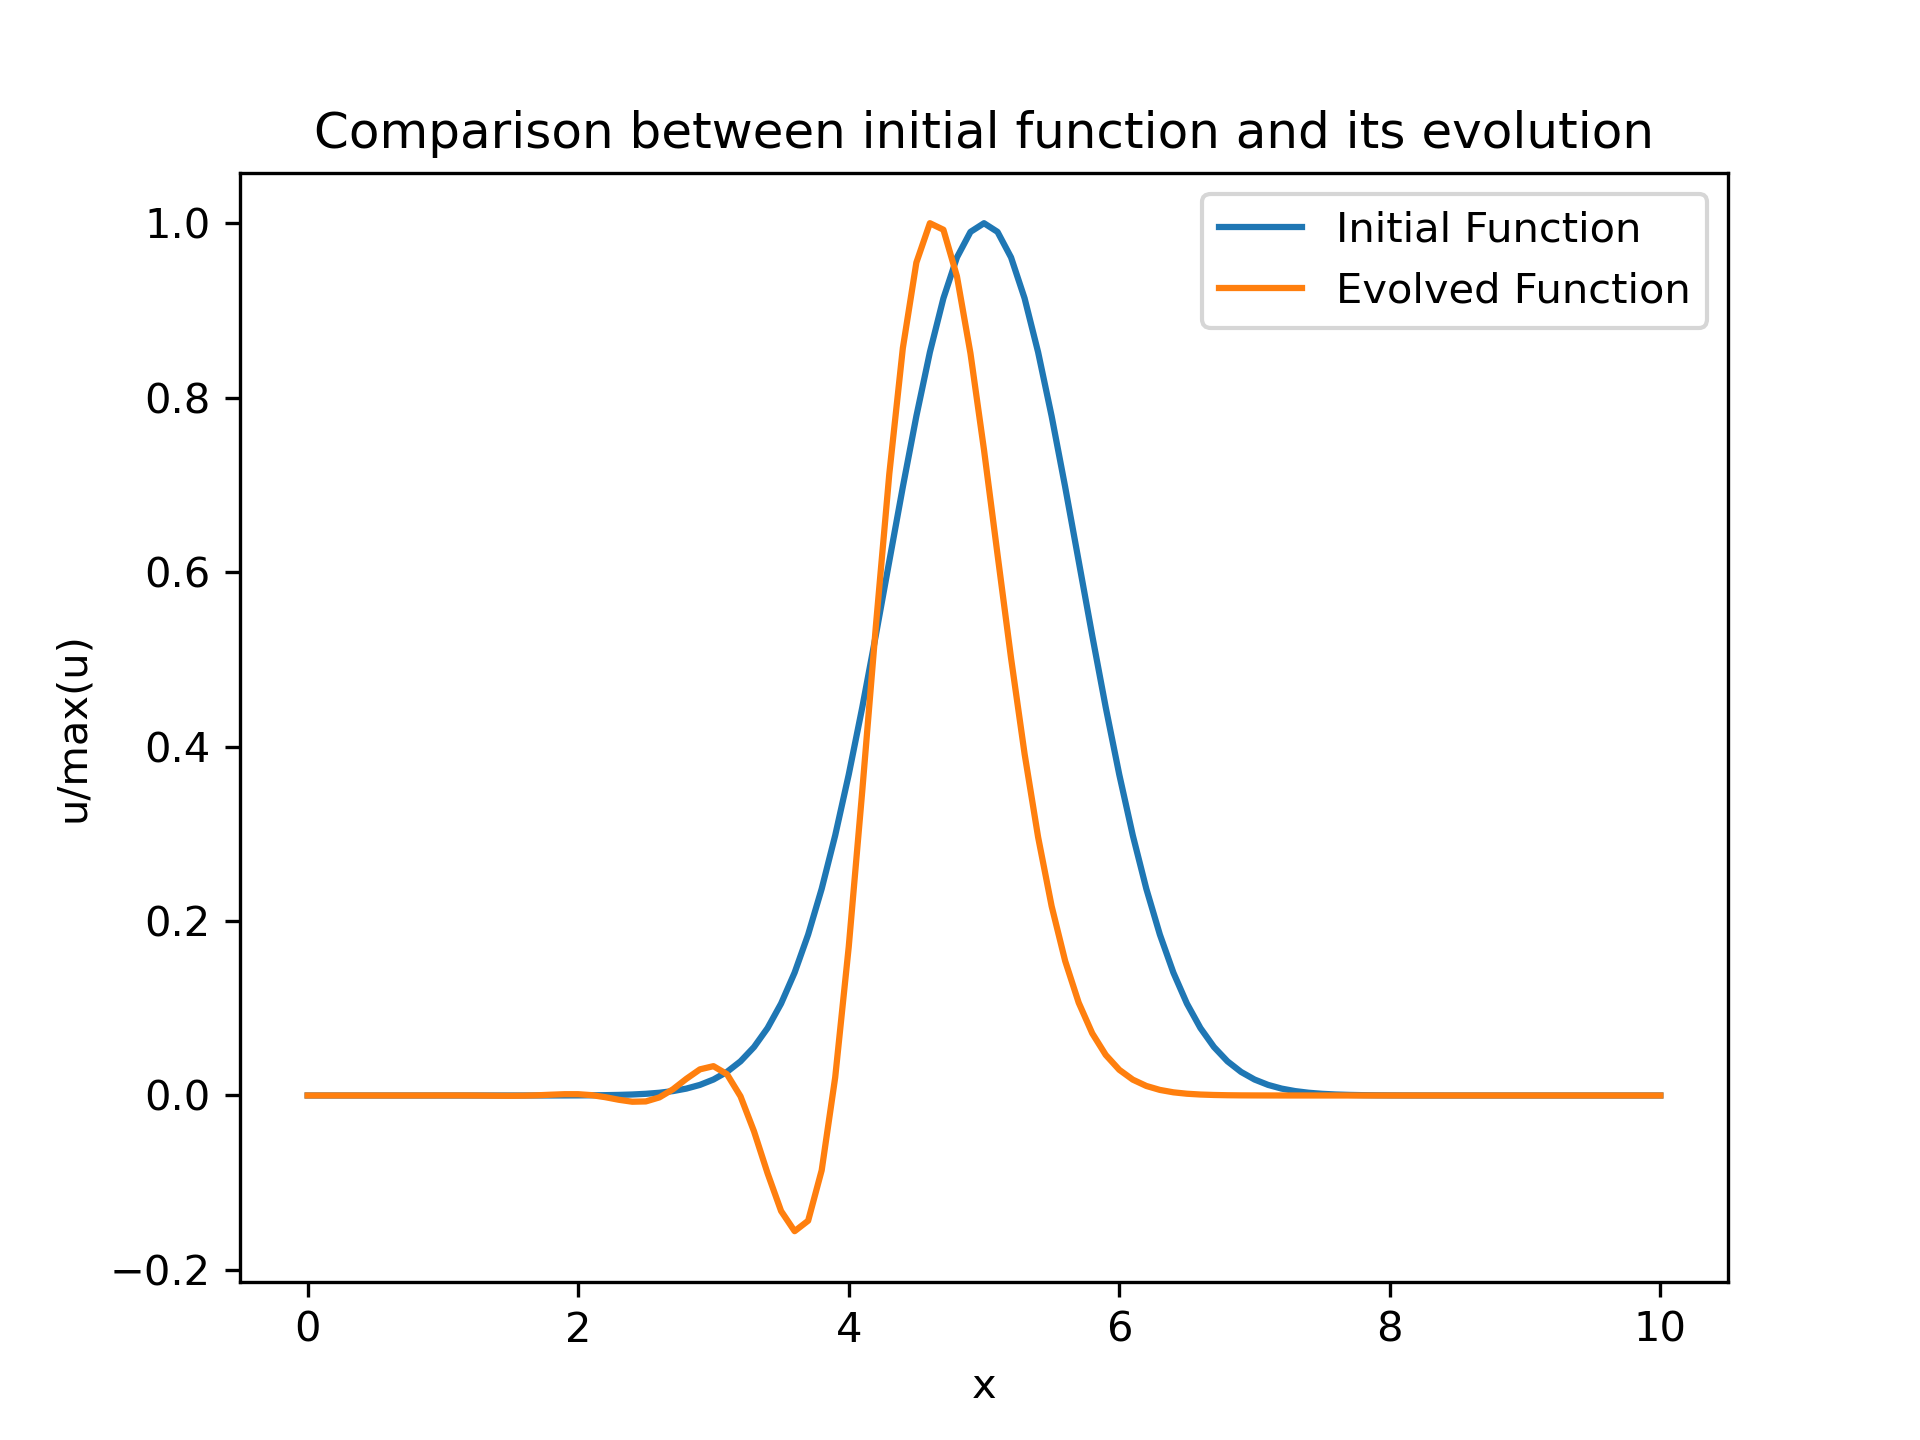 Comparison between initial function and its evolution
Initial Function
Evolved Function
1.0
0.8
0.6
0.4
0.2
0.0
−0.2
u/max(u)
0 2 4 6 8 10
x